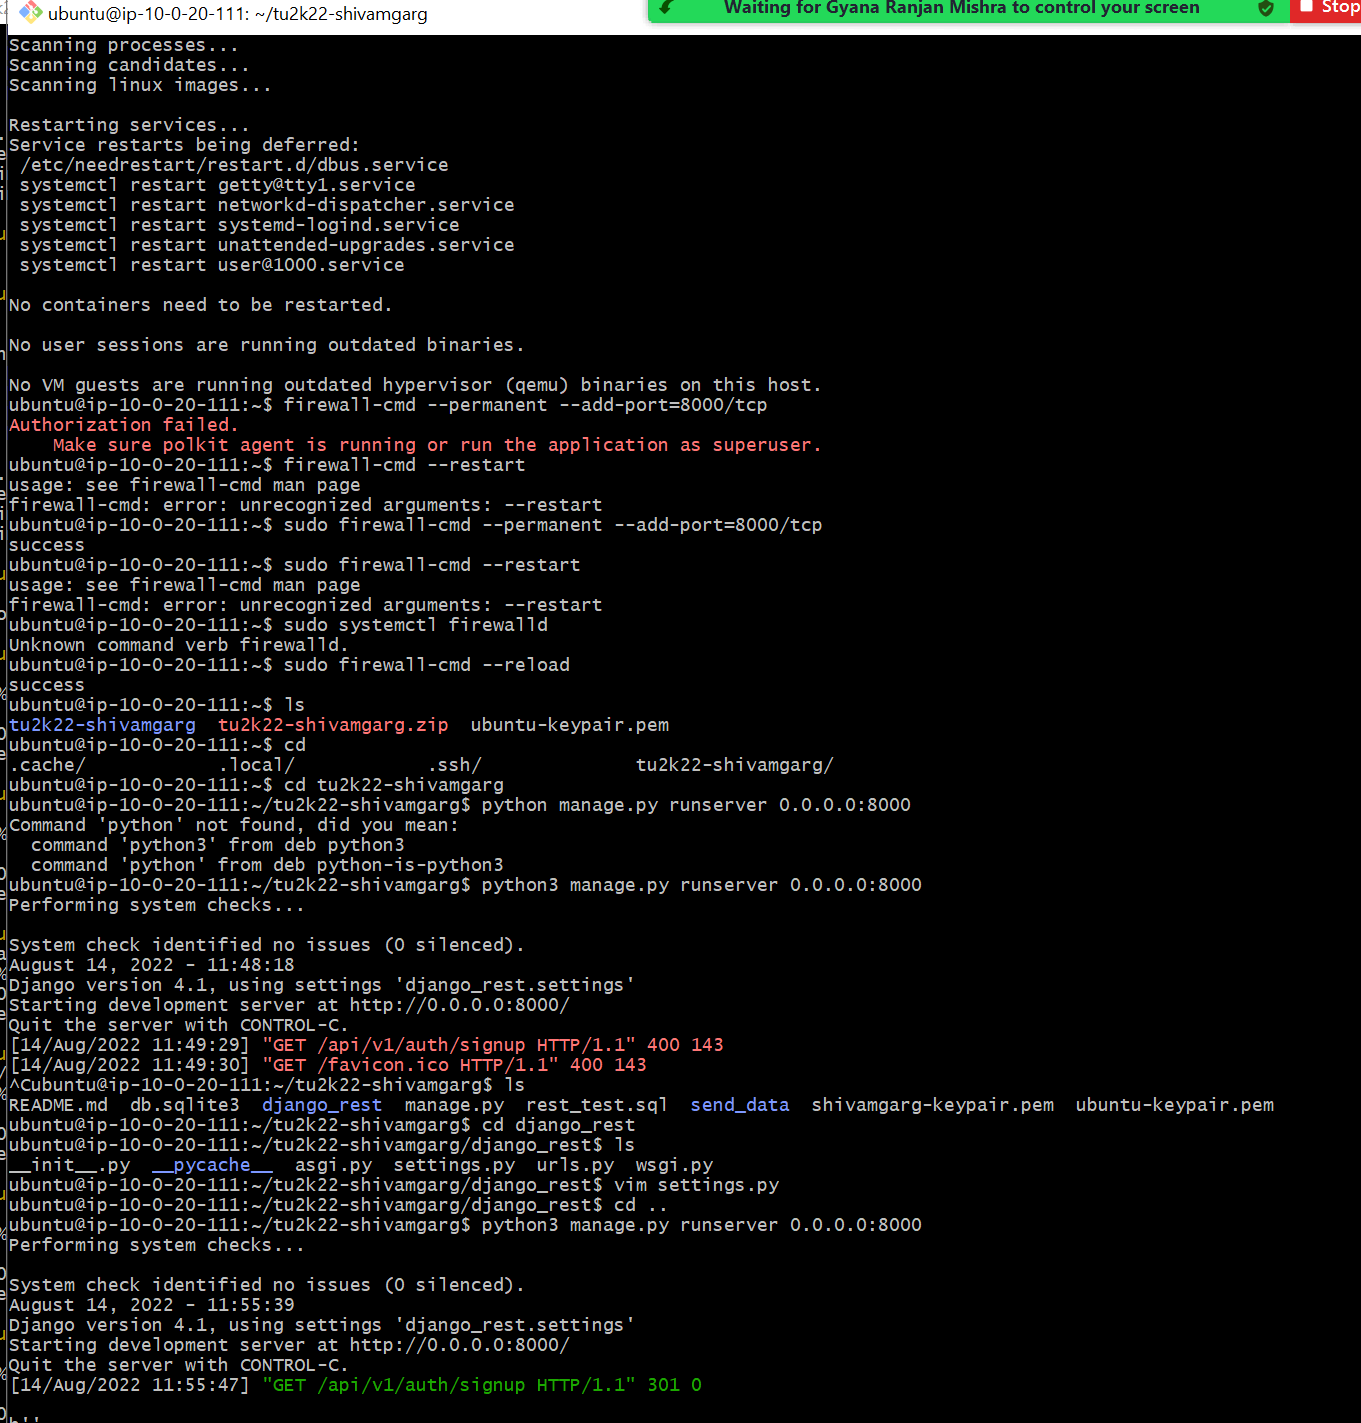 ubuntu@ip-10-0-20-111: ~/tu2k22-shivamgarg
Waiting for Gyana Ranjan Mishra to control your screen
Stop
Scanning processes...
Scanning candidates...
Scanning linux images...
Restarting services...
Service restarts being deferred:
/etc/needrestart/restart.d/dbus.service
systemctl restart getty@tty1.service
systemctl restart networkd-dispatcher.service
systemctl restart systemd-logind.service
systemctl restart unattended-upgrades.service
systemctl restart user@1000.service
No containers need to be restarted.
No user sessions are running outdated binaries.
No VM guests are running outdated hypervisor (qemu) binaries on this host.
ubuntu@ip-10-0-20-111:~$ firewall-cmd --permanent --add-port=8000/tcp
Authorization failed.
Make sure polkit agent is running or run the application as superuser.
ubuntu@ip-10-0-20-111:~$ firewall-cmd --restart
usage: see firewall-cmd man page
firewall-cmd: error: unrecognized arguments: --restart
ubuntu@ip-10-0-20-111:~$ sudo firewall-cmd --permanent --add-port=8000/tcp
success
ubuntu@ip-10-0-20-111:~$ sudo firewall-cmd --restart
usage: see firewall-cmd man page
firewall-cmd: error: unrecognized arguments: --restart
ubuntu@ip-10-0-20-111:~$ sudo systemctl firewalld
Unknown command verb firewalld.
ubuntu@ip-10-0-20-111:~$ sudo firewall-cmd --reload
success
ubuntu@ip-10-0-20-111:~$ ls
tu2k22-shivamgarg  tu2k22-shivamgarg.zip  ubuntu-keypair.pem
ubuntu@ip-10-0-20-111:~$ cd
.cache/            .local/            .ssh/              tu2k22-shivamgarg/
ubuntu@ip-10-0-20-111:~$ cd tu2k22-shivamgarg
ubuntu@ip-10-0-20-111:~/tu2k22-shivamgarg$ python manage.py runserver 0.0.0.0:8000
Command 'python' not found, did you mean:
command 'python3' from deb python3
command 'python' from deb python-is-python3
ubuntu@ip-10-0-20-111:~/tu2k22-shivamgarg$ python3 manage.py runserver 0.0.0.0:8000
Performing system checks...
System check identified no issues (0 silenced).
August 14, 2022 - 11:48:18
Django version 4.1, using settings 'django_rest.settings'
Starting development server at http://0.0.0.0:8000/
Quit the server with CONTROL-C.
[14/Aug/2022 11:49:29] "GET /api/v1/auth/signup HTTP/1.1" 400 143
[14/Aug/2022 11:49:30] "GET /favicon.ico HTTP/1.1" 400 143
^Cubuntu@ip-10-0-20-111:~/tu2k22-shivamgarg$ ls
README.md  db.sqlite3  django_rest  manage.py  rest_test.sql  send_data  shivamgarg-keypair.pem  ubuntu-keypair.pem
ubuntu@ip-10-0-20-111:~/tu2k22-shivamgarg$ cd django_rest
ubuntu@ip-10-0-20-111:~/tu2k22-shivamgarg/django_rest$ ls
__init__.py  __pycache__  asgi.py  settings.py  urls.py  wsgi.py
ubuntu@ip-10-0-20-111:~/tu2k22-shivamgarg/django_rest$ vim settings.py
ubuntu@ip-10-0-20-111:~/tu2k22-shivamgarg/django_rest$ cd ..
ubuntu@ip-10-0-20-111:~/tu2k22-shivamgarg$ python3 manage.py runserver 0.0.0.0:8000
Performing system checks...
System check identified no issues (0 silenced).
August 14, 2022 - 11:55:39
Django version 4.1, using settings 'django_rest.settings'
Starting development server at http://0.0.0.0:8000/
Quit the server with CONTROL-C.
[14/Aug/2022 11:55:47] "GET /api/v1/auth/signup HTTP/1.1" 301 0